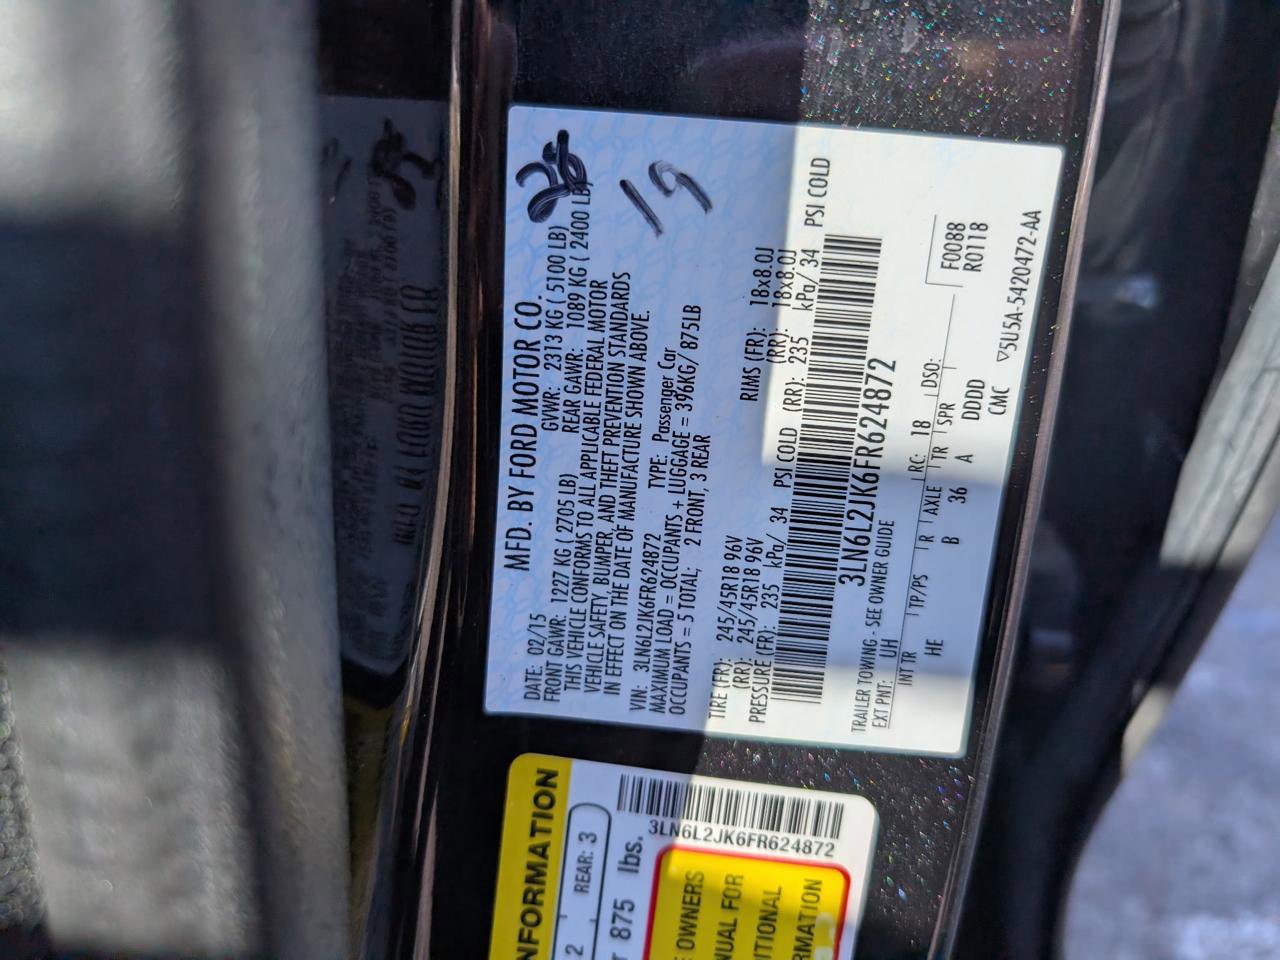 28
19
MFD. BY FORD MOTOR CO.
DATE: 02/15 GVWR: 2313 KG ( 5100 LB)
FRONT GAWR: 1227 KG ( 2705 LB) REAR GAWR: 1089 KG ( 2400 LB)
THIS VEHICLE CONFORMS TO ALL APPLICABLE FEDERAL MOTOR
VEHICLE SAFETY, BUMPER, AND THEFT PREVENTION STANDARDS
IN EFFECT ON THE DATE OF MANUFACTURE SHOWN ABOVE.
VIN: 3LN6L2JK6FR624872 TYPE: Passenger Car
MAXIMUM LOAD = OCCUPANTS + LUGGAGE = 396KG/ 875LB
OCCUPANTS = 5 TOTAL; 2 FRONT, 3 REAR
TIRE (FR): 245/45R18 96V RIMS (FR): 18x8.0J
(RR): 245/45R18 96V (RR): 18x8.0J
PRESSURE (FR): 235 kPa/ 34 PSI COLD (RR): 235 kPa/ 34 PSI COLD
3LN6L2JK6FR624872
TRAILER TOWING - SEE OWNER GUIDE
EXT PNT: UH RC: 18 DSO: F0088
R0118
INT TR TP/PS R AXLE TR SPR
HE B 36 A DDDD
CMC ▽5U5A-5420472-AA
NFORMATION
2 REAR: 3
875 lbs.
3LN6L2JK6FR624872
OWNERS
NUAL FOR
ITIONAL
RMATION